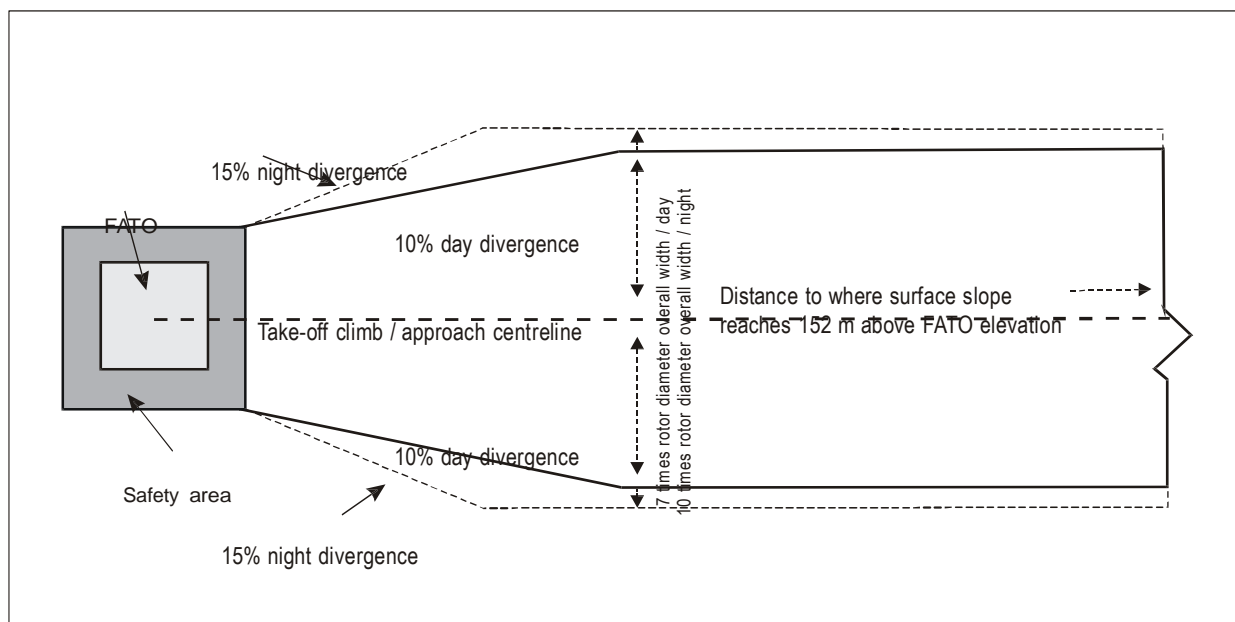 15% night divergence
FATO
10% day divergence
7 times rotor diameter overall width / day
10 times rotor diameter overall width / night
Distance to where surface slope
reaches 152 m above FATO elevation
Take-off climb / approach centreline
10% day divergence
Safety area
15% night divergence